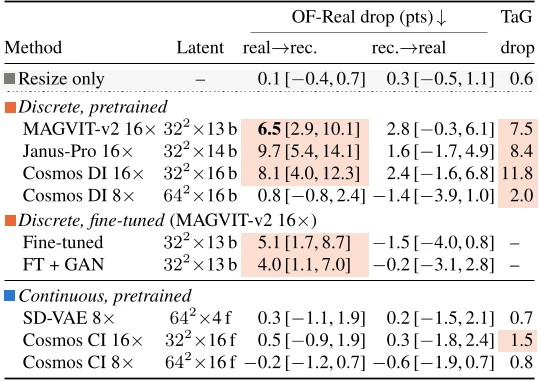 OF-Real drop (pts)↓ TaG
Method Latent real→rec. rec.→real drop
Resize only – 0.1 [−0.4, 0.7] 0.3 [−0.5, 1.1] 0.6
Discrete, pretrained
MAGVIT-v2 16× 32²×13 b 6.5 [2.9, 10.1] 2.8 [−0.3, 6.1] 7.5
Janus-Pro 16× 32²×14 b 9.7 [5.4, 14.1] 1.6 [−1.7, 4.9] 8.4
Cosmos DI 16× 32²×16 b 8.1 [4.0, 12.3] 2.4 [−1.6, 6.8] 11.8
Cosmos DI 8× 64²×16 b 0.8 [−0.8, 2.4] −1.4 [−3.9, 1.0] 2.0
Discrete, fine-tuned (MAGVIT-v2 16×)
Fine-tuned 32²×13 b 5.1 [1.7, 8.7] −1.5 [−4.0, 0.8] –
FT + GAN 32²×13 b 4.0 [1.1, 7.0] −0.2 [−3.1, 2.8] –
Continuous, pretrained
SD-VAE 8× 64²×4 f 0.3 [−1.1, 1.9] 0.2 [−1.5, 2.1] 0.7
Cosmos CI 16× 32²×16 f 0.5 [−0.9, 1.9] 0.3 [−1.8, 2.4] 1.5
Cosmos CI 8× 64²×16 f −0.2 [−1.2, 0.7] −0.6 [−1.9, 0.7] 0.8